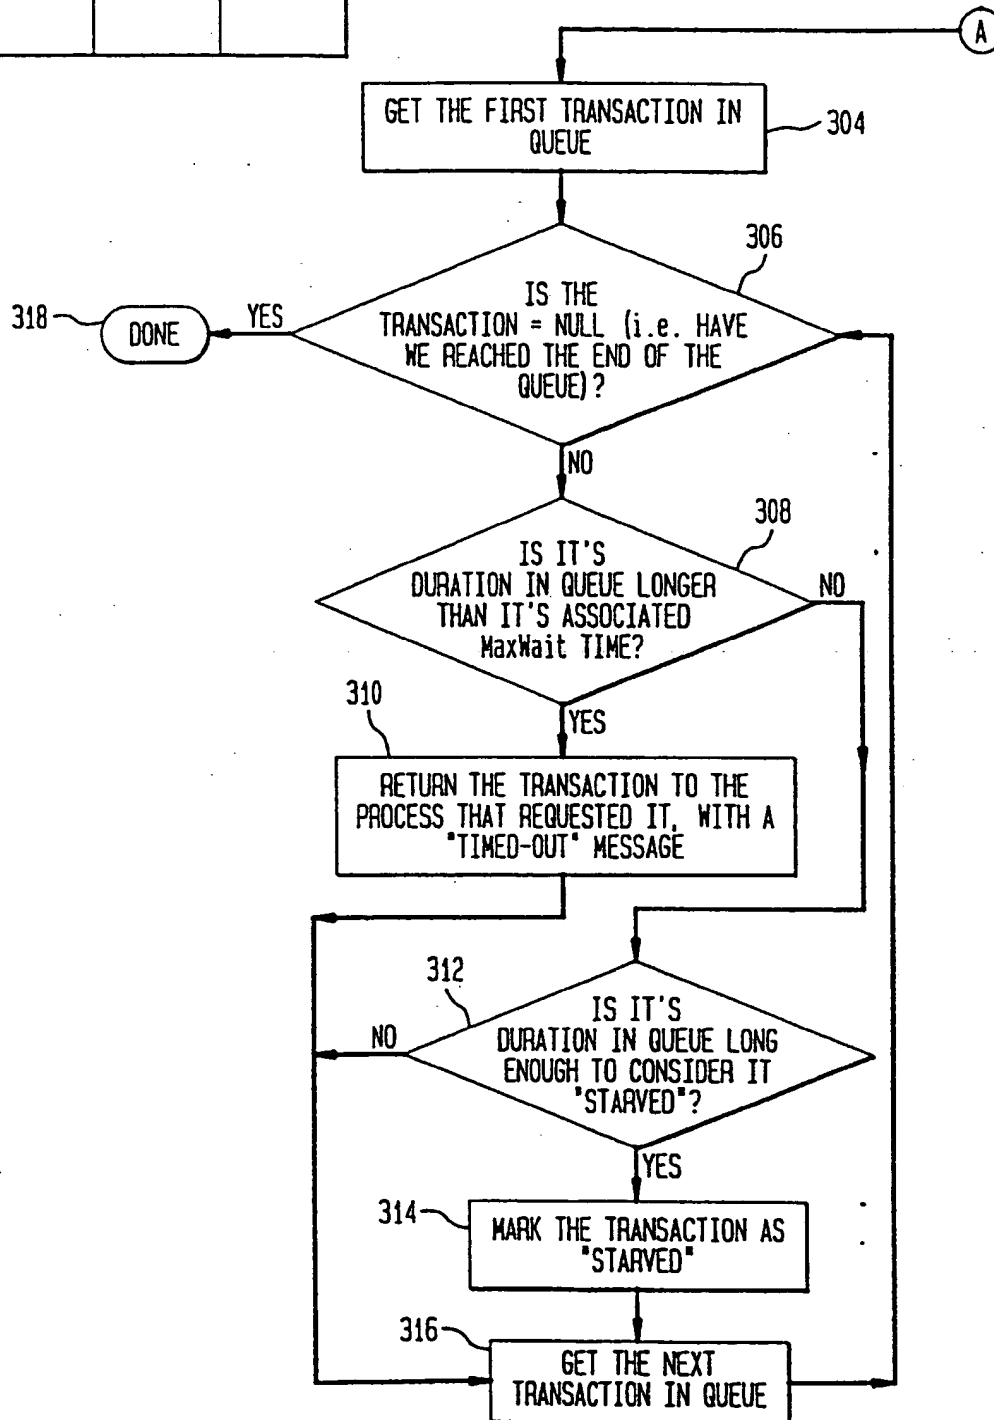 A
GET THE FIRST TRANSACTION IN
QUEUE
304
306
IS THE
TRANSACTION = NULL (i.e. HAVE
WE REACHED THE END OF THE
QUEUE)?
YES
318
DONE
NO
308
IS IT'S
DURATION IN QUEUE LONGER
THAN IT'S ASSOCIATED
MaxWait TIME?
NO
310
YES
RETURN THE TRANSACTION TO THE
PROCESS THAT REQUESTED IT, WITH A
"TIMED-OUT" MESSAGE
312
IS IT'S
DURATION IN QUEUE LONG
ENOUGH TO CONSIDER IT
"STARVED"?
NO
YES
314
MARK THE TRANSACTION AS
"STARVED"
316
GET THE NEXT
TRANSACTION IN QUEUE